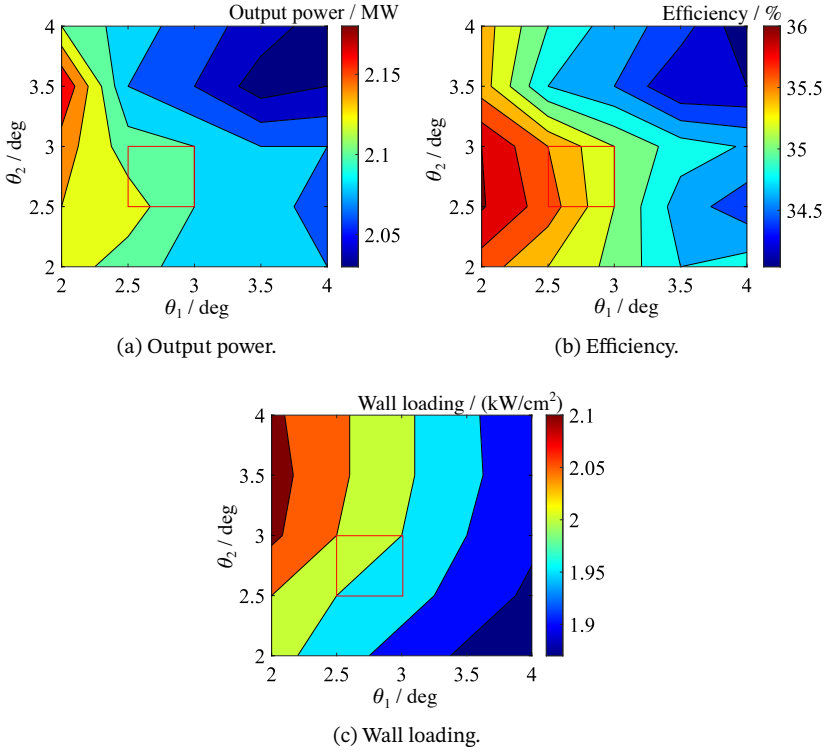 Output power / MW
4
3.5
3
2.5
2
2 2.5 3 3.5 4
θ2 / deg
θ1 / deg
2.15
2.1
2.05
(a) Output power.
Efficiency / %
4
3.5
3
2.5
2
2 2.5 3 3.5 4
θ2 / deg
θ1 / deg
36
35.5
35
34.5
(b) Efficiency.
Wall loading / (kW/cm²)
4
3.5
3
2.5
2
2 2.5 3 3.5 4
θ2 / deg
θ1 / deg
2.1
2.05
2
1.95
1.9
(c) Wall loading.